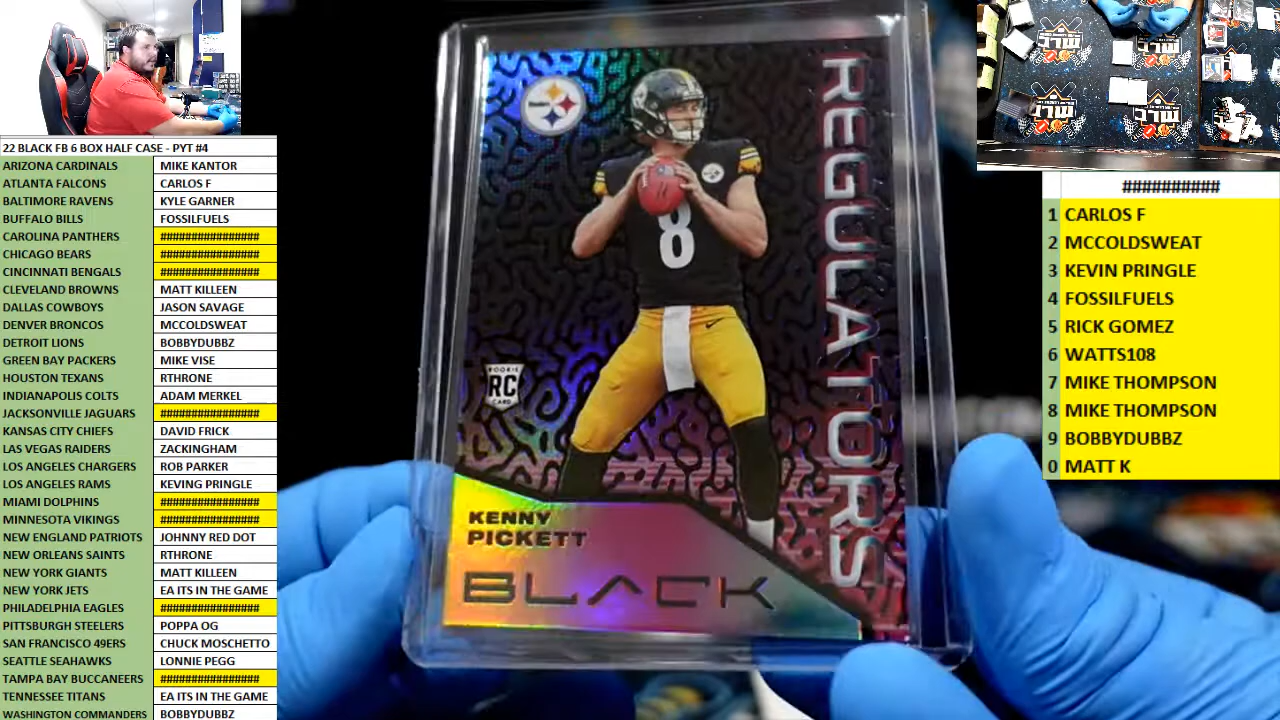 22 BLACK FB 6 BOX HALF CASE - PYT #4
ARIZONA CARDINALS MIKE KANTOR
ATLANTA FALCONS CARLOS F
BALTIMORE RAVENS KYLE GARNER
BUFFALO BILLS FOSSILFUELS
CAROLINA PANTHERS ################
CHICAGO BEARS ################
CINCINNATI BENGALS ################
CLEVELAND BROWNS MATT KILLEEN
DALLAS COWBOYS JASON SAVAGE
DENVER BRONCOS MCCOLDSWEAT
DETROIT LIONS BOBBYDUBBZ
GREEN BAY PACKERS MIKE VISE
HOUSTON TEXANS RTHRONE
INDIANAPOLIS COLTS ADAM MERKEL
JACKSONVILLE JAGUARS ################
KANSAS CITY CHIEFS DAVID FRICK
LAS VEGAS RAIDERS ZACKINGHAM
LOS ANGELES CHARGERS ROB PARKER
LOS ANGELES RAMS KEVING PRINGLE
MIAMI DOLPHINS ################
MINNESOTA VIKINGS ################
NEW ENGLAND PATRIOTS JOHNNY RED DOT
NEW ORLEANS SAINTS RTHRONE
NEW YORK GIANTS MATT KILLEEN
NEW YORK JETS EA ITS IN THE GAME
PHILADELPHIA EAGLES ################
PITTSBURGH STEELERS POPPA OG
SAN FRANCISCO 49ERS CHUCK MOSCHETTO
SEATTLE SEAHAWKS LONNIE PEGG
TAMPA BAY BUCCANEERS ################
TENNESSEE TITANS EA ITS IN THE GAME
WASHINGTON COMMANDERS BOBBYDUBBZ
Steelers
8
REGULATORS
ROOKIE
RC
CARD
KENNY
PICKETT
BLACK
##########
1 CARLOS F
2 MCCOLDSWEAT
3 KEVIN PRINGLE
4 FOSSILFUELS
5 RICK GOMEZ
6 WATTS108
7 MIKE THOMPSON
8 MIKE THOMPSON
9 BOBBYDUBBZ
0 MATT K